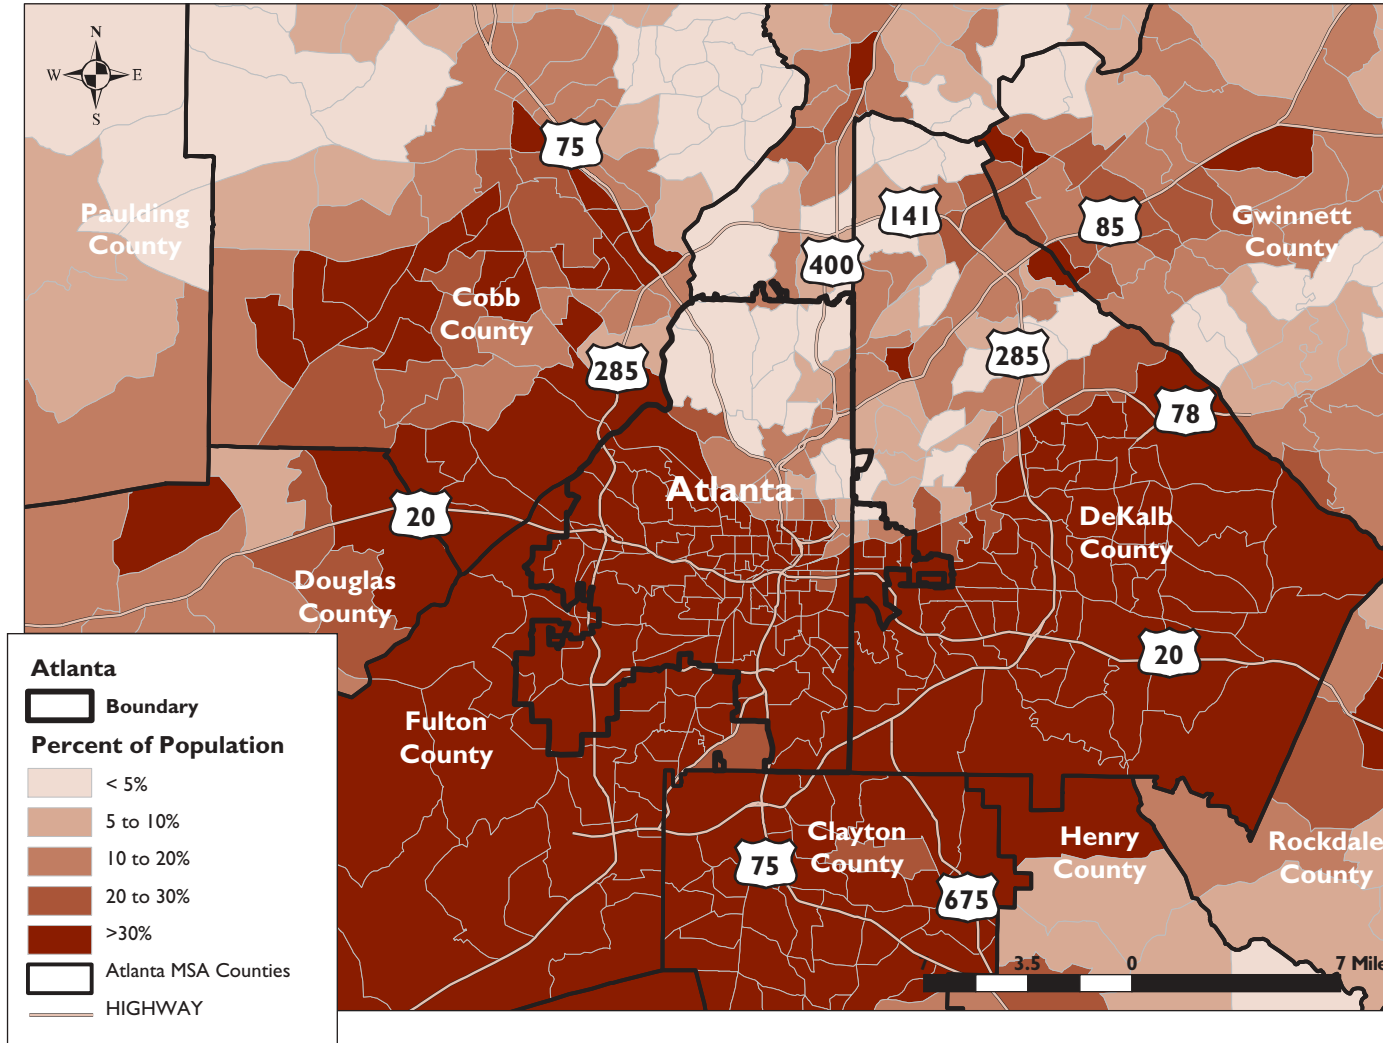 N
W E
S
75
141
85
Paulding
County
Gwinnett
County
400
Cobb
County
285
285
78
Atlanta
20
DeKalb
County
Douglas
County
20
Fulton
County
Clayton
County
Henry
County
Rockdale
County
75
675
7 3.5 0 7 Mile
Atlanta
Boundary
Percent of Population
< 5%
5 to 10%
10 to 20%
20 to 30%
>30%
Atlanta MSA Counties
HIGHWAY